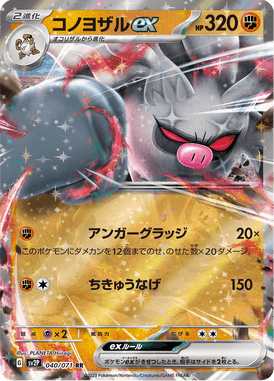 2進化
コノヨザルex
HP 320
オコリザルから進化
アンガーグラッジ 20×
このポケモンにダメカンを12個までのせ、のせた数×20ダメージ。
ちきゅうなげ 150
弱点 ×2 抵抗力 にげる
Illus. PLANETA Hiiragi
SV2P 040/071 RR
exルール
ポケモンexがきぜつしたとき、相手はサイドを2枚とる。
©2023 Pokémon/Nintendo/Creatures/GAME FREAK